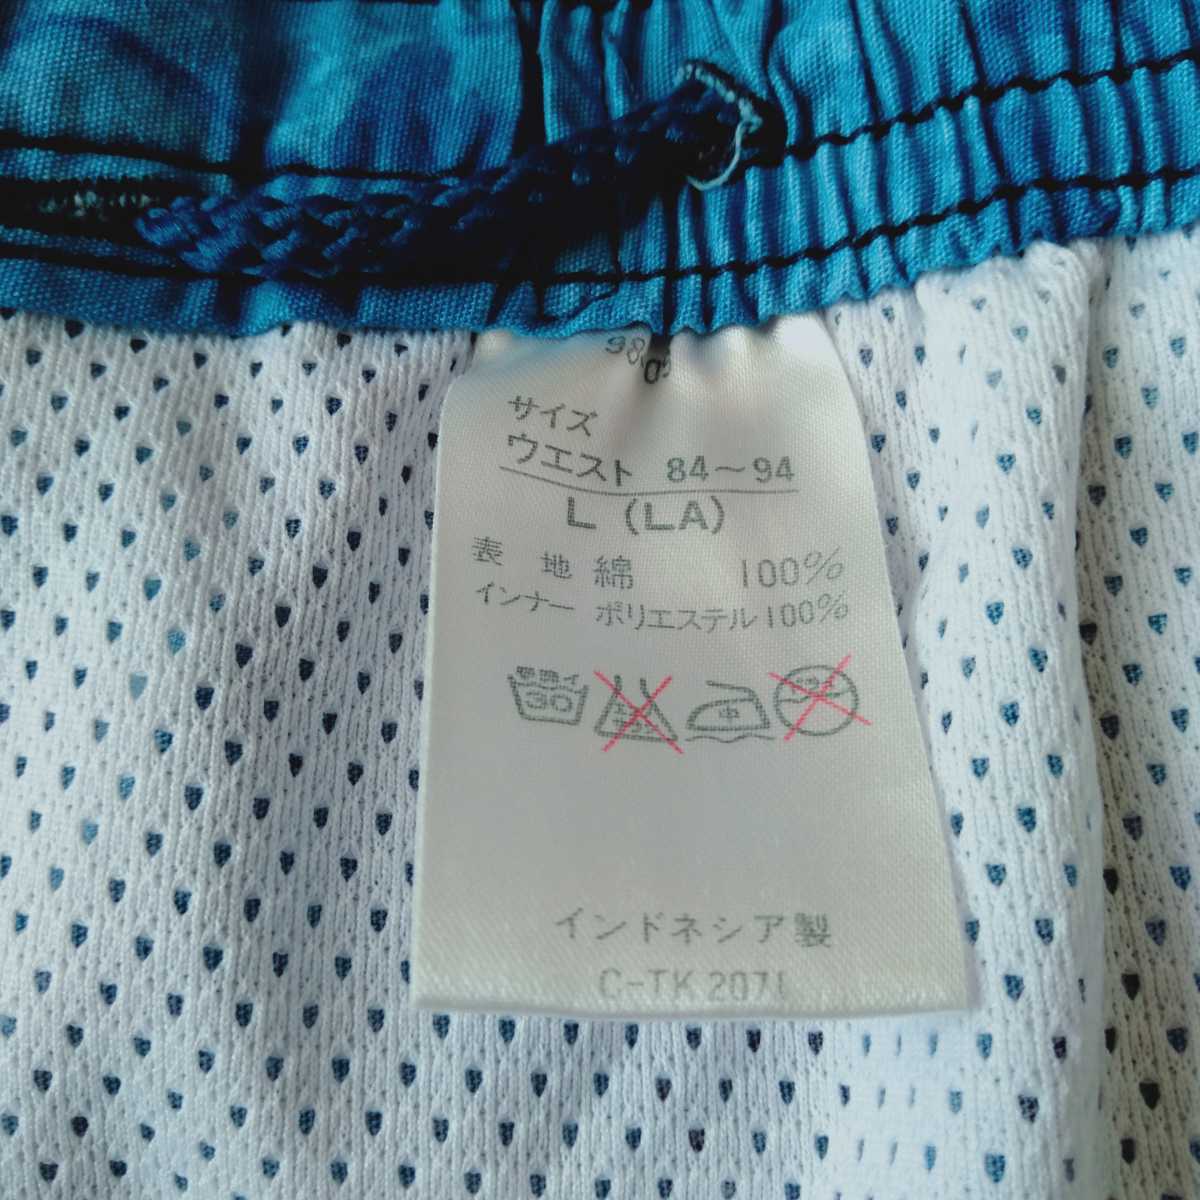 サイズ
ウエスト 84～94
L (LA)
表地 綿 100%
インナー ポリエステル 100%
30
中
インドネシア製
C-TK 2071